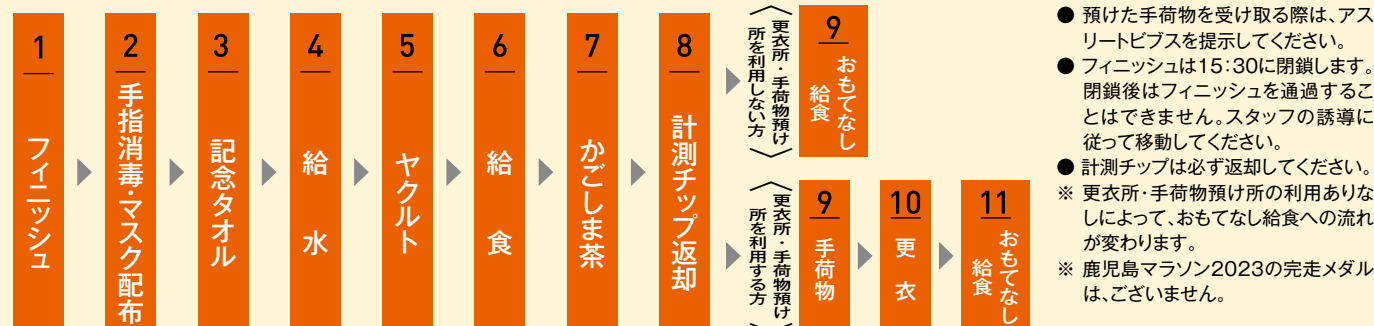 1
フィニッシュ
2
手指消毒・マスク配布
3
記念タオル
4
給水
5
ヤクルト
6
給食
7
かごしま茶
8
計測チップ返却
〈更衣所・手荷物預け
所を利用しない方〉
9
おもてなし
給食
〈更衣所・手荷物預け
所を利用する方〉
9
手荷物
10
更衣
11
おもてなし
給食
● 預けた手荷物を受け取る際は、アス
リートビブスを提示してください。
● フィニッシュは15:30に閉鎖します。
閉鎖後はフィニッシュを通過するこ
とはできません。スタッフの誘導に
従って移動してください。
● 計測チップは必ず返却してください。
※ 更衣所・手荷物預け所の利用ありな
しによって、おもてなし給食への流れ
が変わります。
※ 鹿児島マラソン2023の完走メダル
は、ございません。